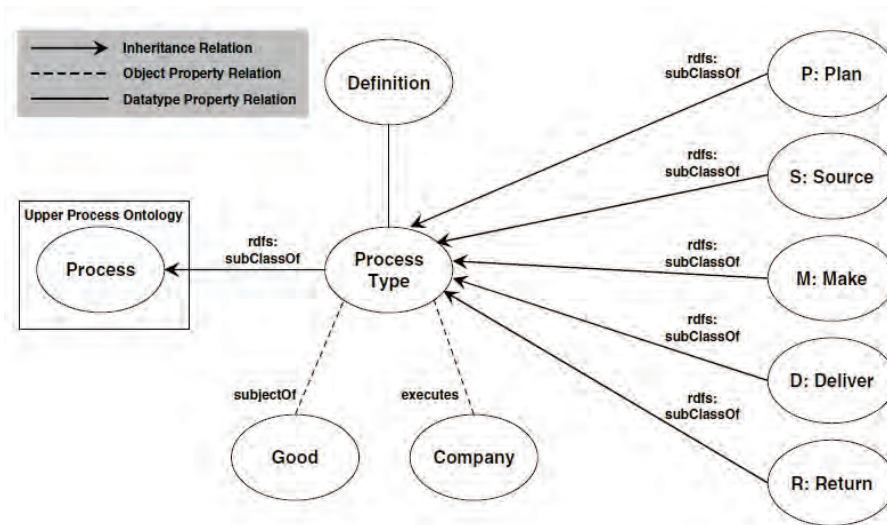 Inheritance Relation
Object Property Relation
Datatype Property Relation
Definition
rdfs:
subClassOf
P: Plan
rdfs:
subClassOf
S: Source
Upper Process Ontology
Process
rdfs:
subClassOf
Process
Type
rdfs:
subClassOf
M: Make
rdfs:
subClassOf
D: Deliver
rdfs:
subClassOf
R: Return
subjectOf
executes
Good
Company